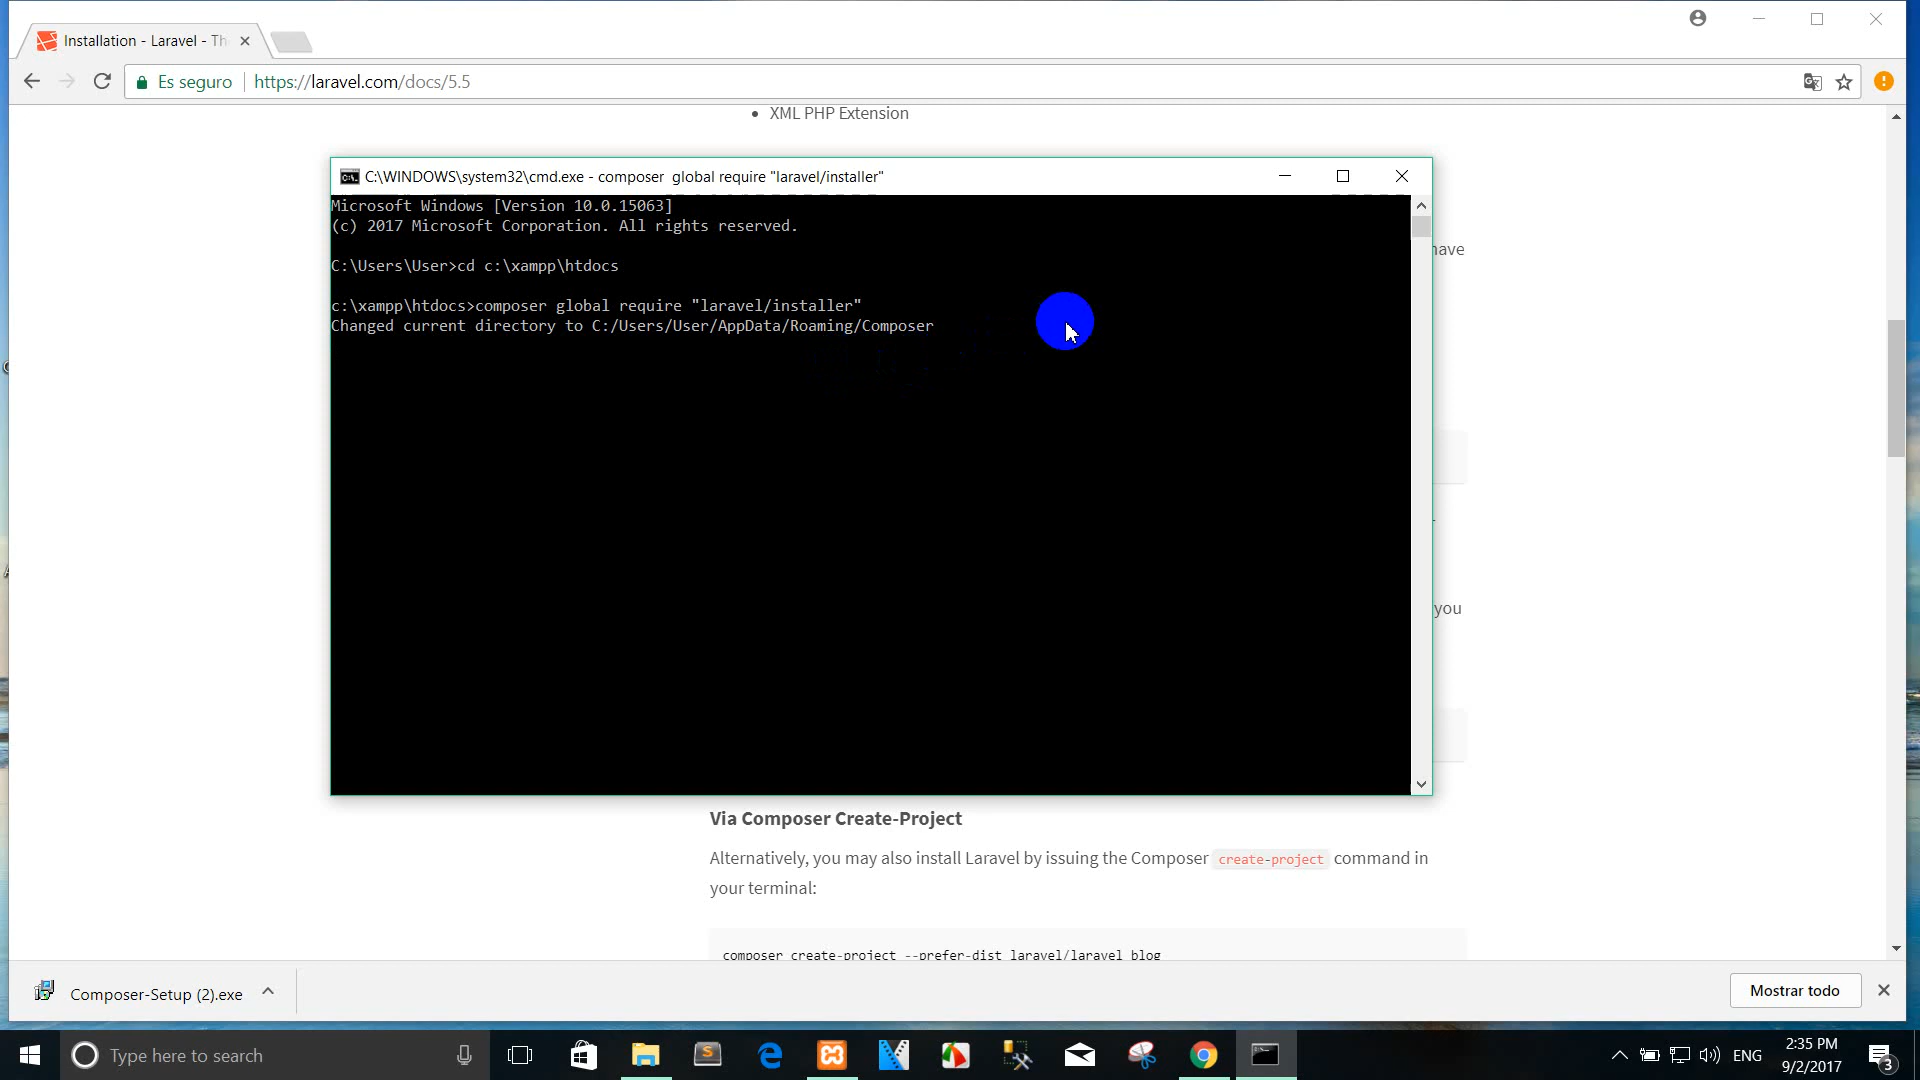 Installation - Laravel - Th
Es seguro
https://laravel.com/docs/5.5
XML PHP Extension
C:\WINDOWS\system32\cmd.exe - composer  global require "laravel/installer"
Microsoft Windows [Version 10.0.15063]
(c) 2017 Microsoft Corporation. All rights reserved.
C:\Users\User>cd c:\xampp\htdocs
have
c:\xampp\htdocs>composer global require "laravel/installer"
Changed current directory to C:/Users/User/AppData/Roaming/Composer
you
Via Composer Create-Project
Alternatively, you may also install Laravel by issuing the Composer create-project command in
your terminal:
composer create-project --prefer-dist laravel/laravel blog
Composer-Setup (2).exe
Mostrar todo
Type here to search
ENG
2:35 PM
9/2/2017
3